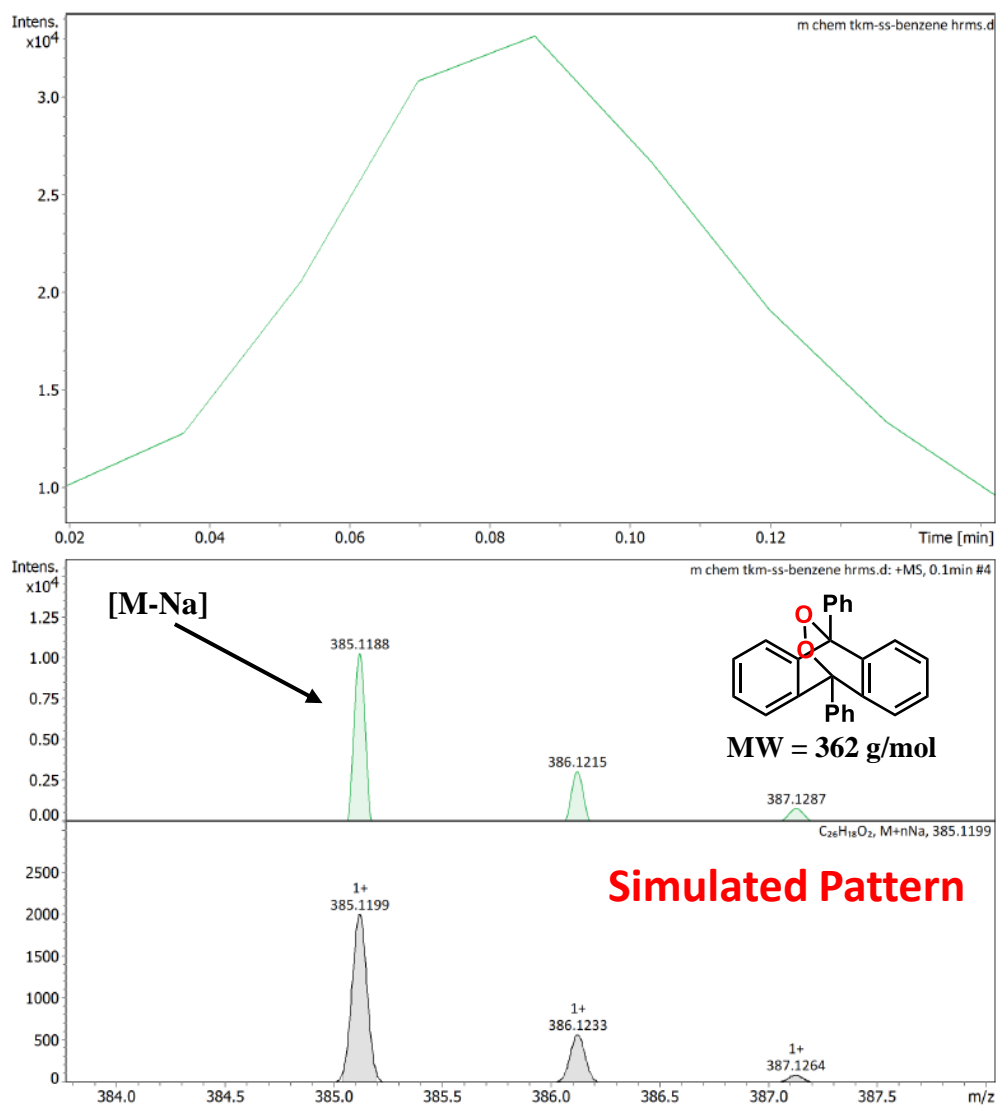 Intens.
x10⁴
m chem tkm-ss-benzene hrms.d
3.0
2.5
2.0
1.5
1.0
0.02 0.04 0.06 0.08 0.10 0.12 Time [min]
Intens.
x10⁴
m chem tkm-ss-benzene hrms.d: +MS, 0.1min #4
[M-Na]
Ph
O
O
Ph
MW = 362 g/mol
1.25
1.00
0.75
0.50
0.25
0.00
385.1188
386.1215
387.1287
C₂₆H₁₈O₂, M+nNa, 385.1199
Simulated Pattern
2500
2000
1500
1000
500
0
1+
385.1199
1+
386.1233
1+
387.1264
384.0 384.5 385.0 385.5 386.0 386.5 387.0 387.5 m/z